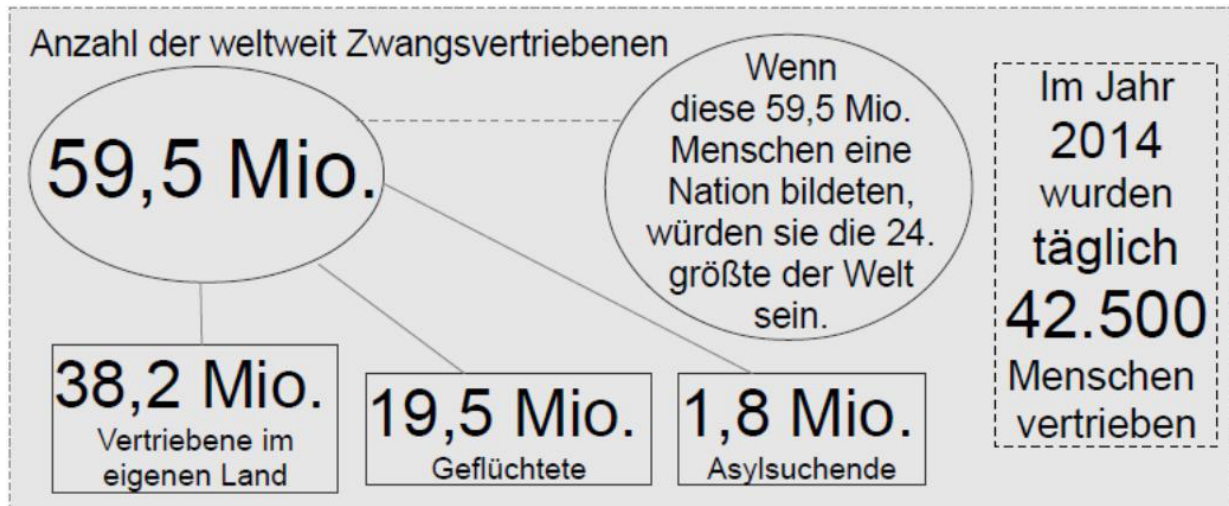 Anzahl der weltweit Zwangsvertriebenen
59,5 Mio.
Wenn
diese 59,5 Mio.
Menschen eine
Nation bildeten,
würden sie die 24.
größte der Welt
sein.
Im Jahr
2014
wurden
täglich
42.500
Menschen
vertrieben
38,2 Mio.
Vertriebene im
eigenen Land
19,5 Mio.
Geflüchtete
1,8 Mio.
Asylsuchende